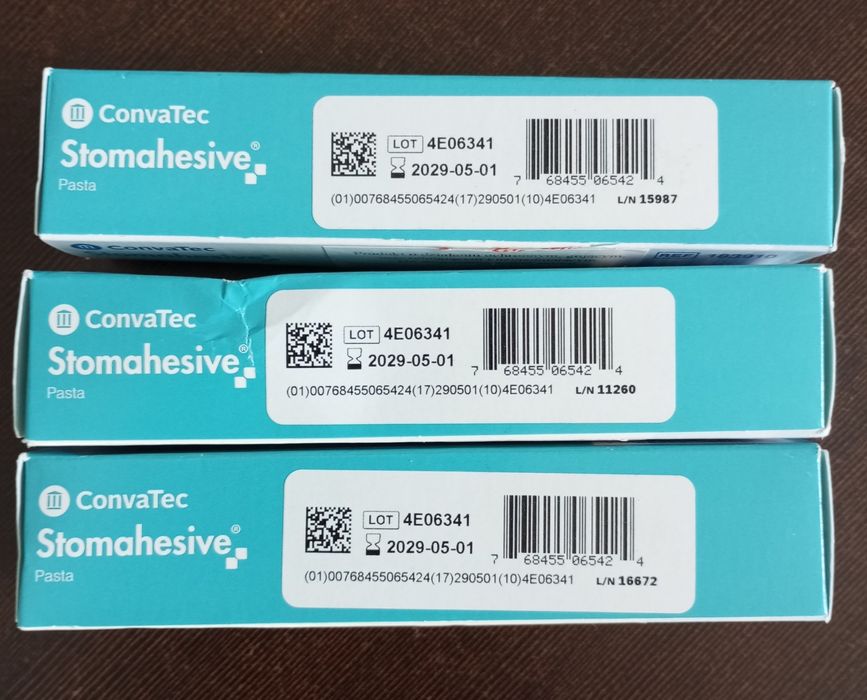 ConvaTec
Stomahesive®
Pasta
LOT 4E06341
2029-05-01
7 68455 06542 4
(01)00768455065424(17)290501(10)4E06341 L/N 15987
ConvaTec
REF
ConvaTec
Stomahesive®
Pasta
LOT 4E06341
2029-05-01
7 68455 06542 4
(01)00768455065424(17)290501(10)4E06341 L/N 11260
ConvaTec
Stomahesive®
Pasta
LOT 4E06341
2029-05-01
7 68455 06542 4
(01)00768455065424(17)290501(10)4E06341 L/N 16672